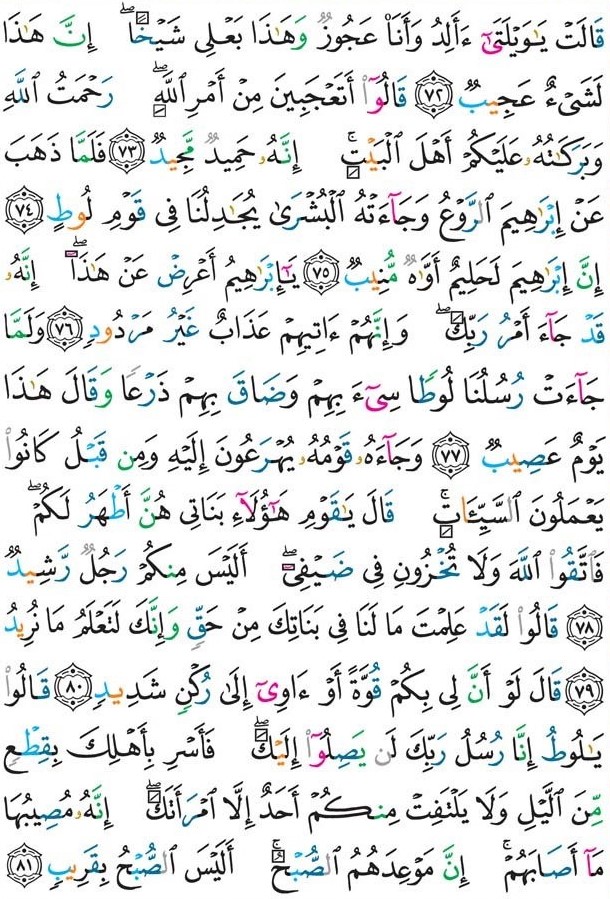 قَالَتْ يَـٰوَيْلَتَىٰٓ ءَأَلِدُ وَأَنَا۠ عَجُوزٌ وَهَـٰذَا بَعْلِى شَيْخًا ۖ إِنَّ هَـٰذَا
لَشَىْءٌ عَجِيبٌ ٧٢ قَالُوٓا۟ أَتَعْجَبِينَ مِنْ أَمْرِ ٱللَّهِ ۖ رَحْمَتُ ٱللَّهِ
وَبَرَكَـٰتُهُۥ عَلَيْكُمْ أَهْلَ ٱلْبَيْتِ ۚ إِنَّهُۥ حَمِيدٌ مَّجِيدٌ ٧٣ فَلَمَّا ذَهَبَ
عَنْ إِبْرَٰهِيمَ ٱلرَّوْعُ وَجَآءَتْهُ ٱلْبُشْرَىٰ يُجَـٰدِلُنَا فِى قَوْمِ لُوطٍ ٧٤
إِنَّ إِبْرَٰهِيمَ لَحَلِيمٌ أَوَّٰهٌ مُّنِيبٌ ٧٥ يَـٰٓإِبْرَٰهِيمُ أَعْرِضْ عَنْ هَـٰذَآ ۖ إِنَّهُۥ
قَدْ جَآءَ أَمْرُ رَبِّكَ ۖ وَإِنَّهُمْ ءَاتِيهِمْ عَذَابٌ غَيْرُ مَرْدُودٍ ٧٦ وَلَمَّا
جَآءَتْ رُسُلُنَا لُوطًا سِىٓءَ بِهِمْ وَضَاقَ بِهِمْ ذَرْعًا وَقَالَ هَـٰذَا
يَوْمٌ عَصِيبٌ ٧٧ وَجَآءَهُۥ قَوْمُهُۥ يُهْرَعُونَ إِلَيْهِ وَمِن قَبْلُ كَانُوا۟
يَعْمَلُونَ ٱلسَّيِّـَٔاتِ ۚ قَالَ يَـٰقَوْمِ هَـٰٓؤُلَآءِ بَنَاتِى هُنَّ أَطْهَرُ لَكُمْ ۖ
فَٱتَّقُوا۟ ٱللَّهَ وَلَا تُخْزُونِ فِى ضَيْفِىٓ ۖ أَلَيْسَ مِنكُمْ رَجُلٌ رَّشِيدٌ
٧٨ قَالُوا۟ لَقَدْ عَلِمْتَ مَا لَنَا فِى بَنَاتِكَ مِنْ حَقٍّ وَإِنَّكَ لَتَعْلَمُ مَا نُرِيدُ
٧٩ قَالَ لَوْ أَنَّ لِى بِكُمْ قُوَّةً أَوْ ءَاوِىٓ إِلَىٰ رُكْنٍ شَدِيدٍ ٨٠ قَالُوا۟
يَـٰلُوطُ إِنَّا رُسُلُ رَبِّكَ لَن يَصِلُوٓا۟ إِلَيْكَ ۖ فَأَسْرِ بِأَهْلِكَ بِقِطْعٍ
مِّنَ ٱلَّيْلِ وَلَا يَلْتَفِتْ مِنكُمْ أَحَدٌ إِلَّا ٱمْرَأَتَكَ ۖ إِنَّهُۥ مُصِيبُهَا
مَآ أَصَابَهُمْ ۚ إِنَّ مَوْعِدَهُمُ ٱلصُّبْحُ ۚ أَلَيْسَ ٱلصُّبْحُ بِقَرِيبٍ ٨١